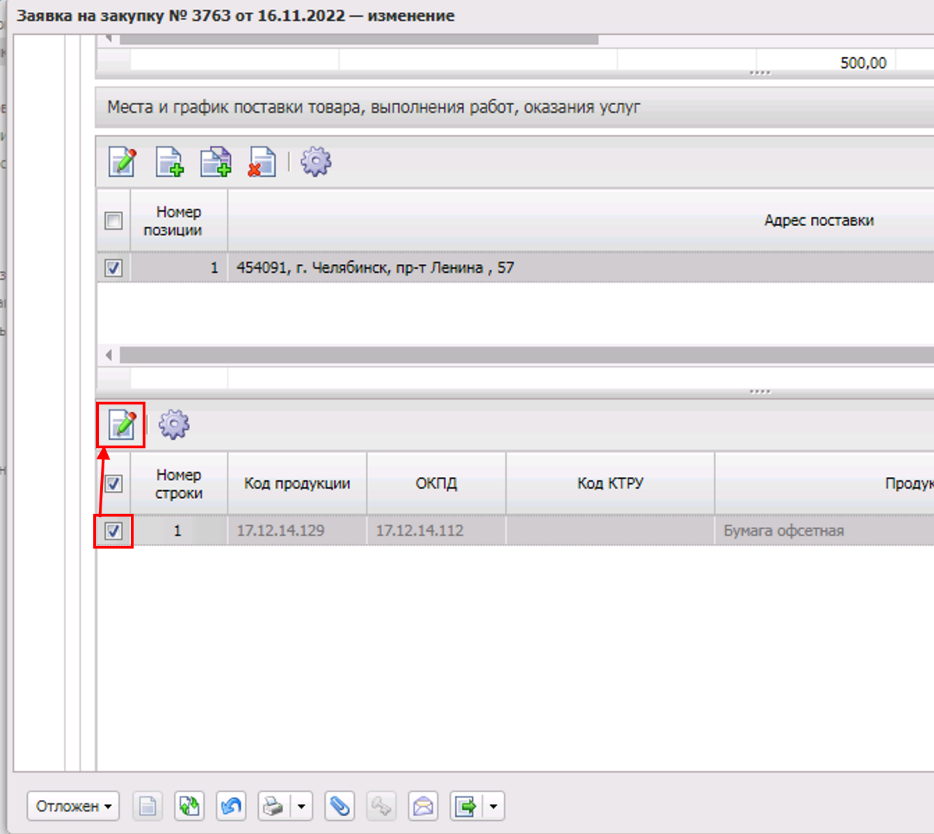 Заявка на закупку № 3763 от 16.11.2022 — изменение
500,00
Места и график поставки товара, выполнения работ, оказания услуг
Номер позиции
Адрес поставки
1 454091, г. Челябинск, пр-т Ленина , 57
Номер строки
Код продукции
ОКПД
Код КТРУ
Продук
1 17.12.14.129 17.12.14.112 Бумага офсетная
Отложен